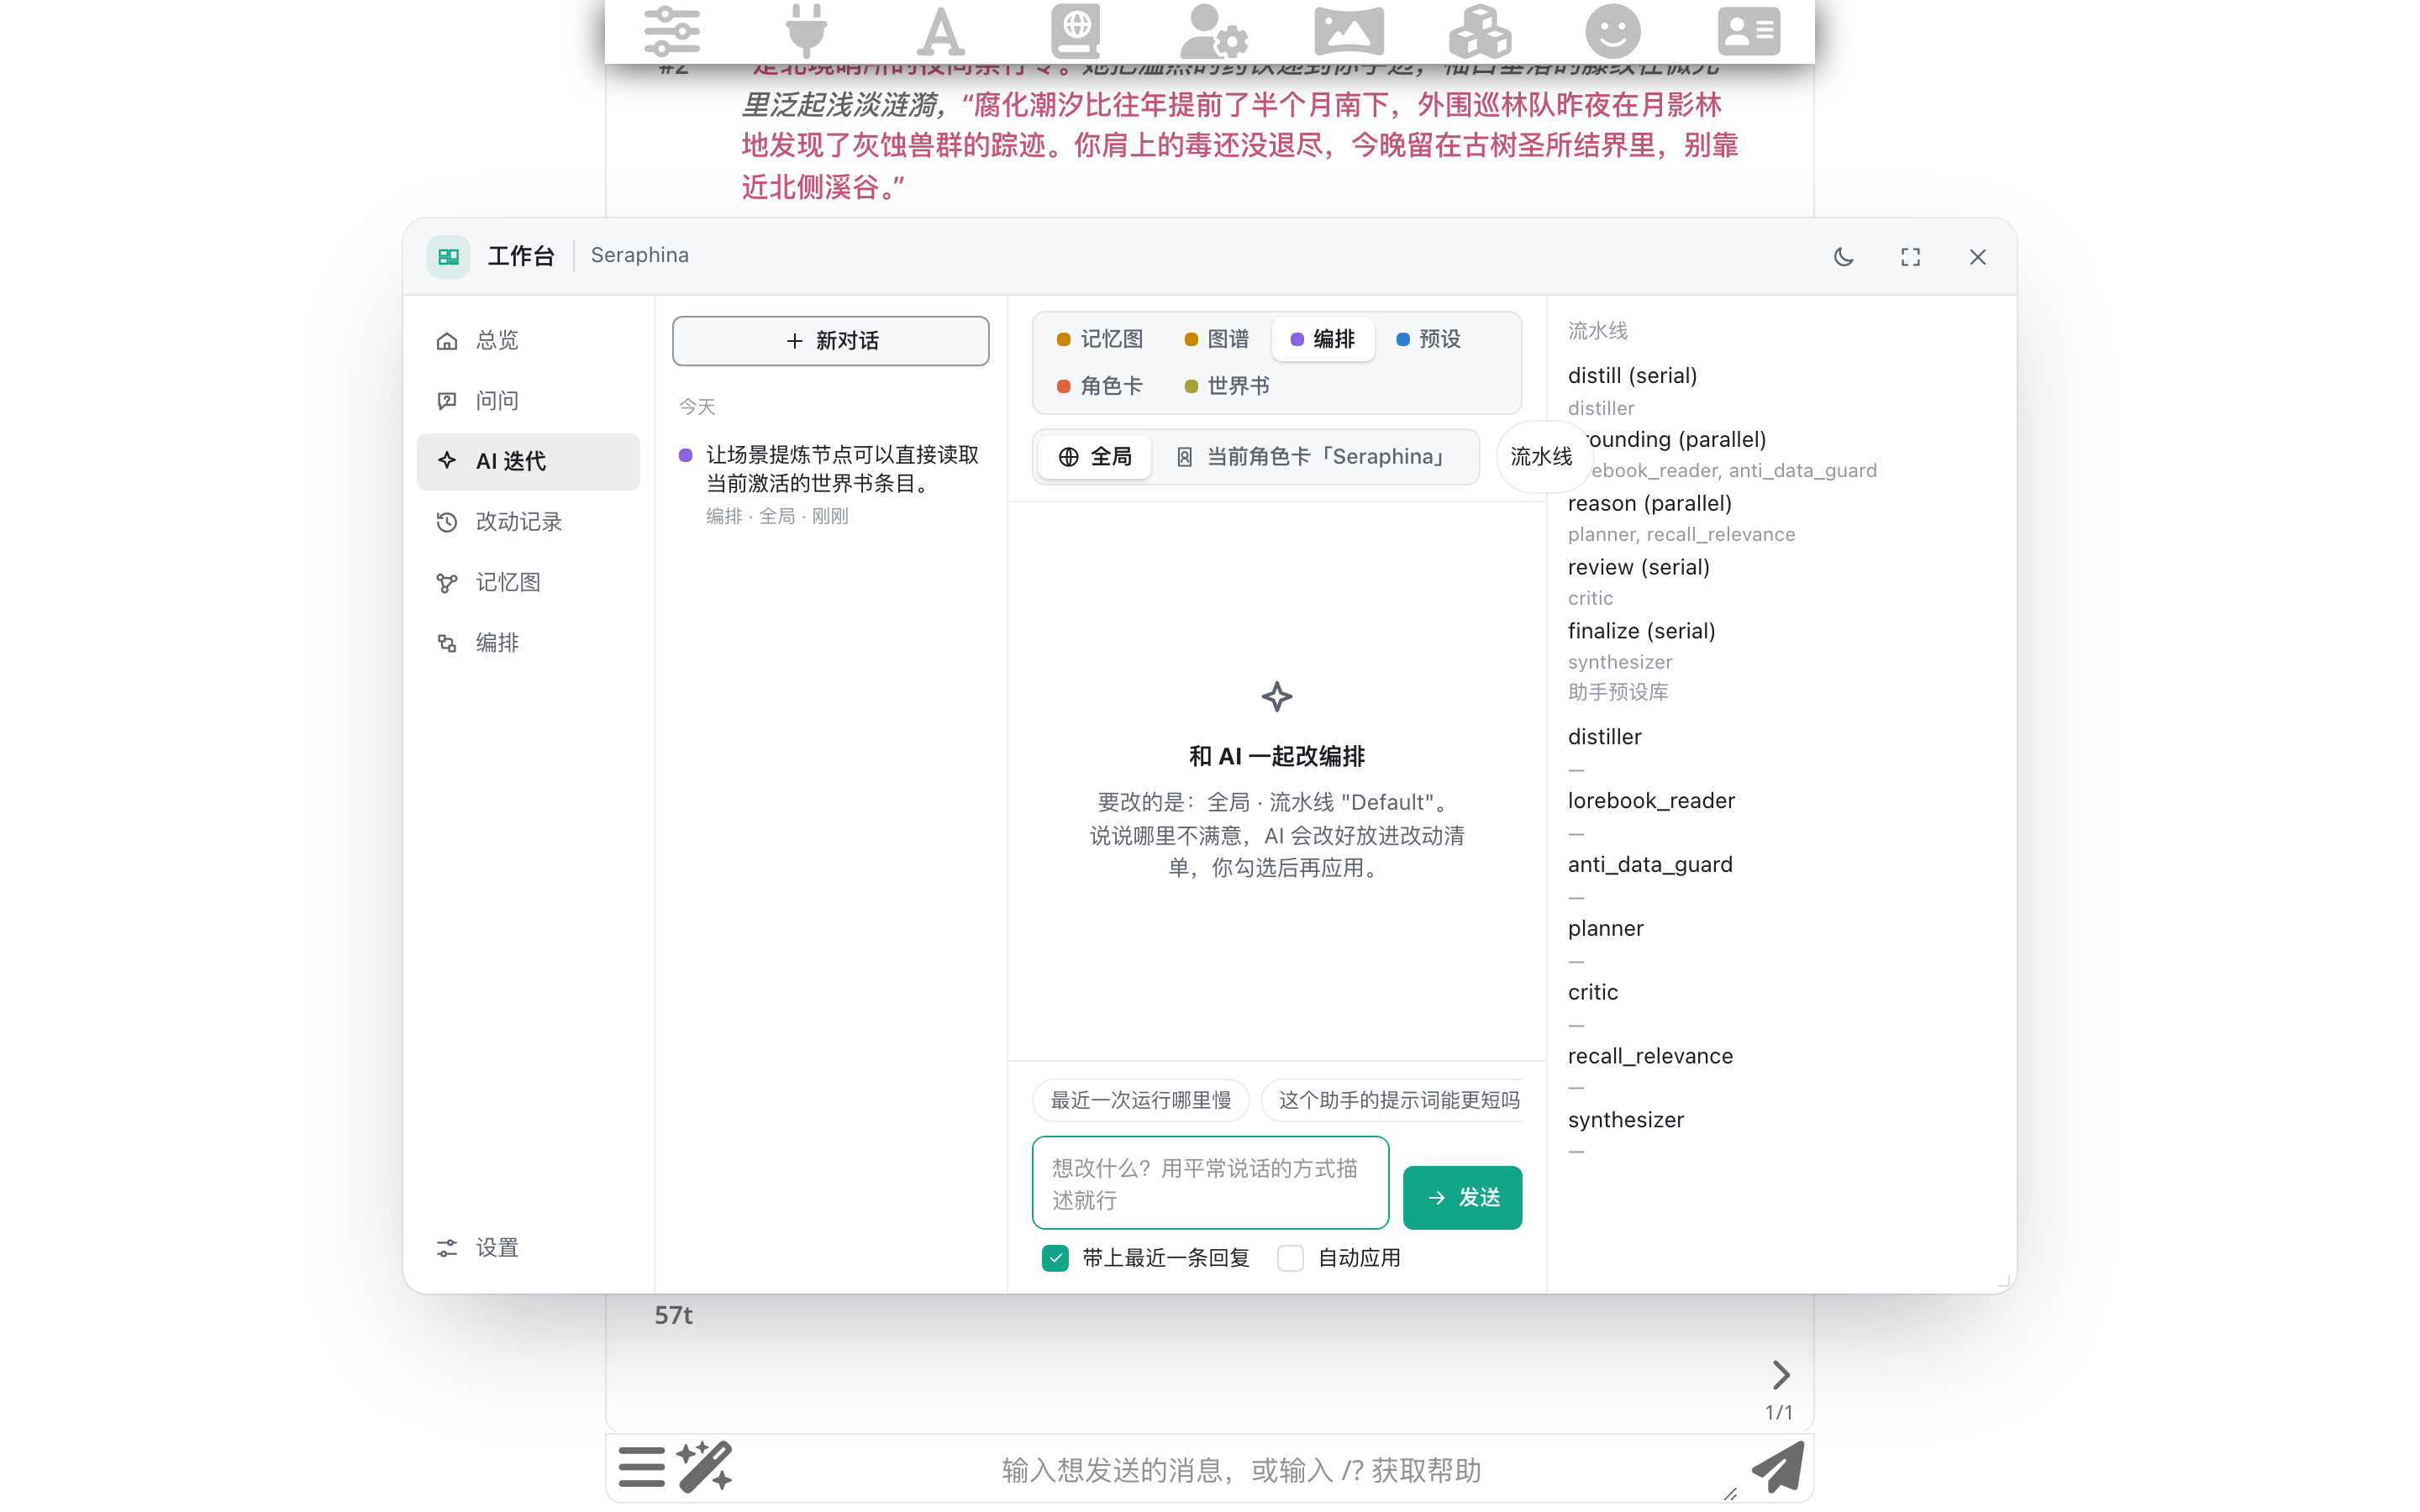 #2
里泛起浅淡涟漪，“腐化潮汐比往年提前了半个月南下，外围巡林队昨夜在月影林
地发现了灰蚀兽群的踪迹。你肩上的毒还没退尽，今晚留在古树圣所结界里，别靠
近北侧溪谷。”
工作台
Seraphina
总览
问问
AI 迭代
改动记录
记忆图
编排
设置
新对话
今天
让场景提炼节点可以直接读取
当前激活的世界书条目。
编排 · 全局 · 刚刚
记忆图
图谱
编排
预设
角色卡
世界书
全局
当前角色卡「Seraphina」
流水线
和 AI 一起改编排
要改的是：全局 · 流水线 "Default"。
说说哪里不满意，AI 会改好放进改动清
单，你勾选后再应用。
最近一次运行哪里慢
这个助手的提示词能更短吗
想改什么？用平常说话的方式描
述就行
发送
带上最近一条回复
自动应用
流水线
distill (serial)
distiller
rounding (parallel)
ebook_reader, anti_data_guard
reason (parallel)
planner, recall_relevance
review (serial)
critic
finalize (serial)
synthesizer
助手预设库
distiller
—
lorebook_reader
—
anti_data_guard
—
planner
—
critic
—
recall_relevance
—
synthesizer
—
57t
1/1
输入想发送的消息，或输入 /? 获取帮助